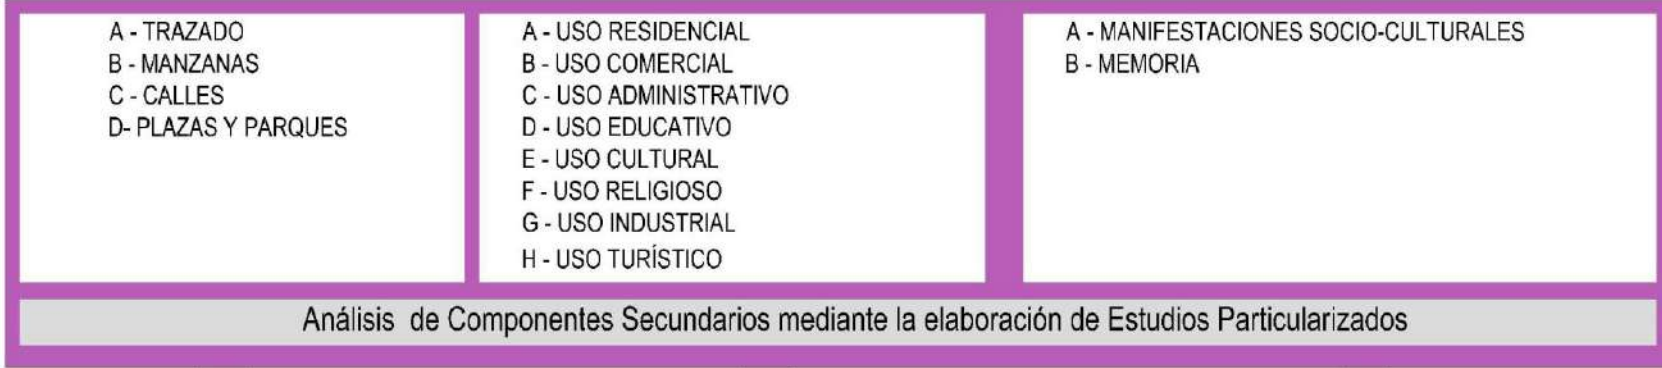 A - TRAZADO
B - MANZANAS
C - CALLES
D- PLAZAS Y PARQUES
A - USO RESIDENCIAL
B - USO COMERCIAL
C - USO ADMINISTRATIVO
D - USO EDUCATIVO
E - USO CULTURAL
F - USO RELIGIOSO
G - USO INDUSTRIAL
H - USO TURÍSTICO
A - MANIFESTACIONES SOCIO-CULTURALES
B - MEMORIA
Análisis de Componentes Secundarios mediante la elaboración de Estudios Particularizados